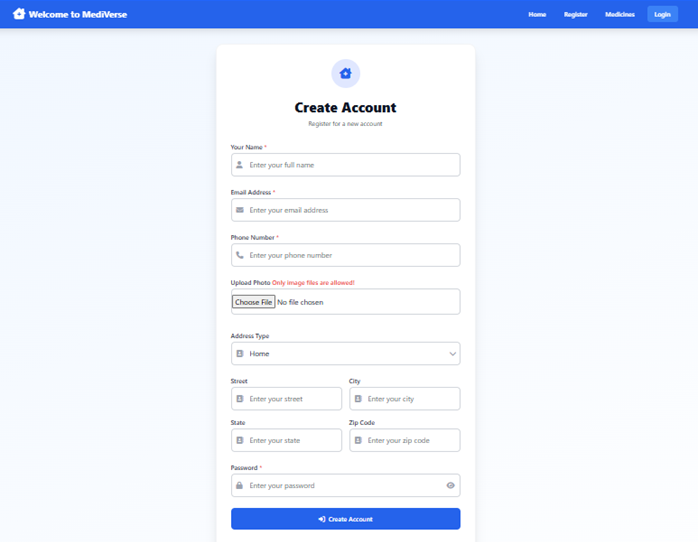 Welcome to MediVerse
Home Register Medicines Login
Create Account
Register for a new account
Your Name *
Enter your full name
Email Address *
Enter your email address
Phone Number *
Enter your phone number
Upload Photo Only image files are allowed!
Choose File No file chosen
Address Type
Home
Street City
Enter your street Enter your city
State Zip Code
Enter your state Enter your zip code
Password *
Enter your password
Create Account